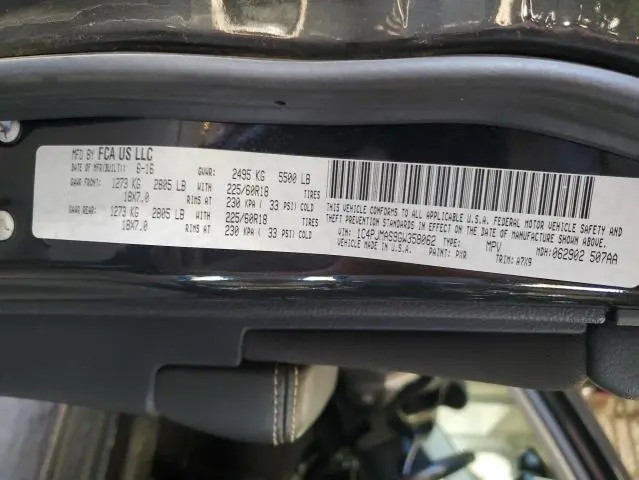 MFD BY FCA US LLC
DATE OF MFR(BUILT): 6-16 GVWR: 2495 KG 5500 LB
GAWR FRONT: 1273 KG 2805 LB WITH 225/60R18 TIRES
18X7.0 RIMS AT 230 KPA ( 33 PSI) COLD
GAWR REAR: 1273 KG 2805 LB WITH 225/60R18 TIRES
18X7.0 RIMS AT 230 KPA ( 33 PSI) COLD
THIS VEHICLE CONFORMS TO ALL APPLICABLE U.S.A. FEDERAL MOTOR VEHICLE SAFETY AND
THEFT PREVENTION STANDARDS IN EFFECT ON THE DATE OF MANUFACTURE SHOWN ABOVE.
VIN: 1C4PJMAS9GW358062 TYPE: MPV MDH: 062902 507AA
VEHICLE MADE IN U.S.A. PAINT: PXR TRIM: A7X9